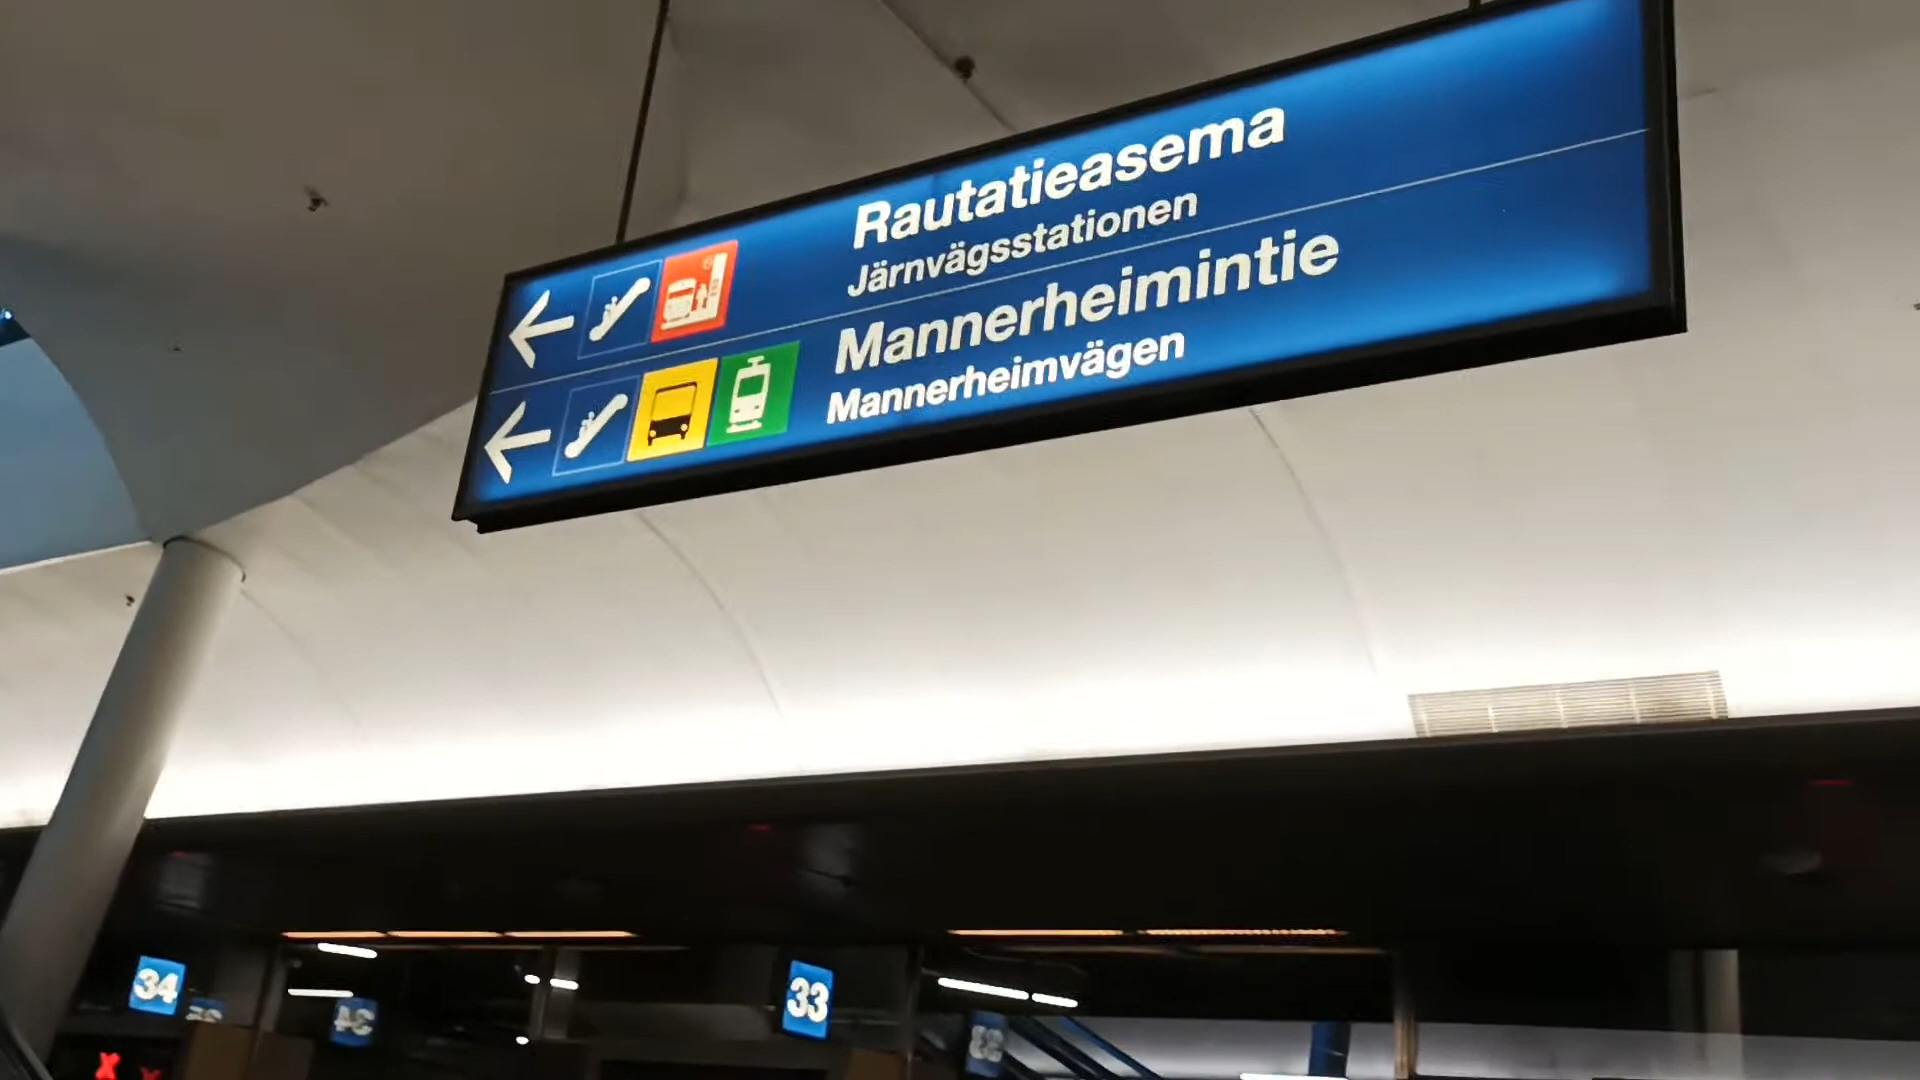 Rautatieasema
Järnvägsstationen
Mannerheimintie
Mannerheimvägen
34
33